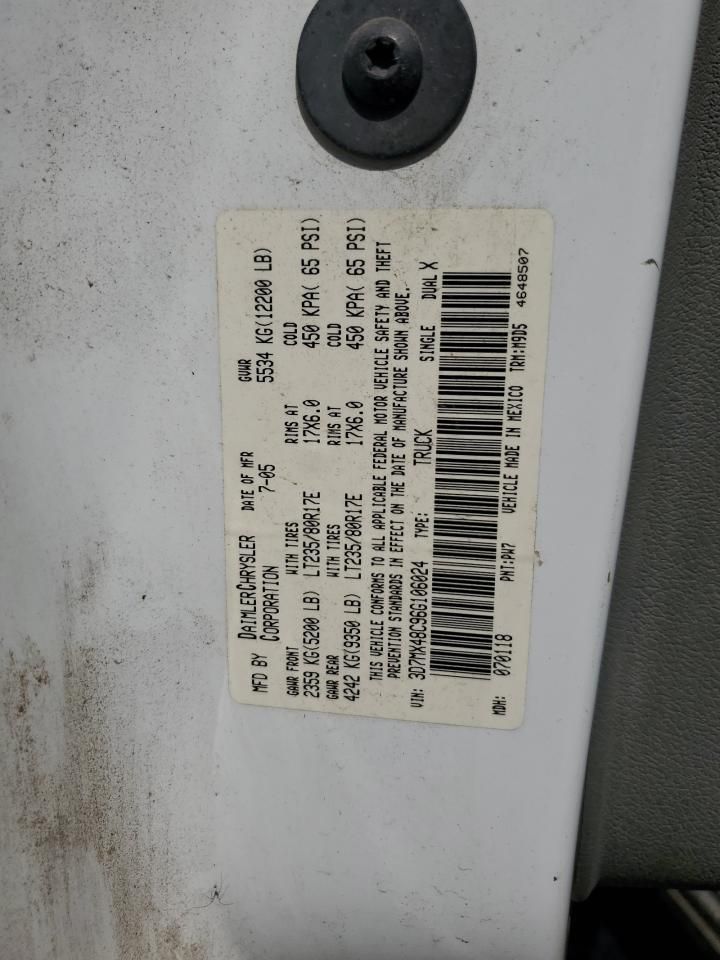 MFD BY DAIMLERCHRYSLER CORPORATION DATE OF MFR 7-05 GVWR 5534 KG(12200 LB)
GAWR FRONT WITH TIRES RIMS AT COLD
2359 KG(5200 LB) LT235/80R17E 17X6.0 450 KPA( 65 PSI)
GAWR REAR WITH TIRES RIMS AT COLD
4242 KG(9350 LB) LT235/80R17E 17X6.0 450 KPA( 65 PSI)
THIS VEHICLE CONFORMS TO ALL APPLICABLE FEDERAL MOTOR VEHICLE SAFETY AND THEFT
PREVENTION STANDARDS IN EFFECT ON THE DATE OF MANUFACTURE SHOWN ABOVE.
VIN: 3D7MX48C96G106024 TYPE: TRUCK SINGLE DUAL X
MDH: 070118 PNT:PW7 VEHICLE MADE IN MEXICO TRM:M9D5 4648507